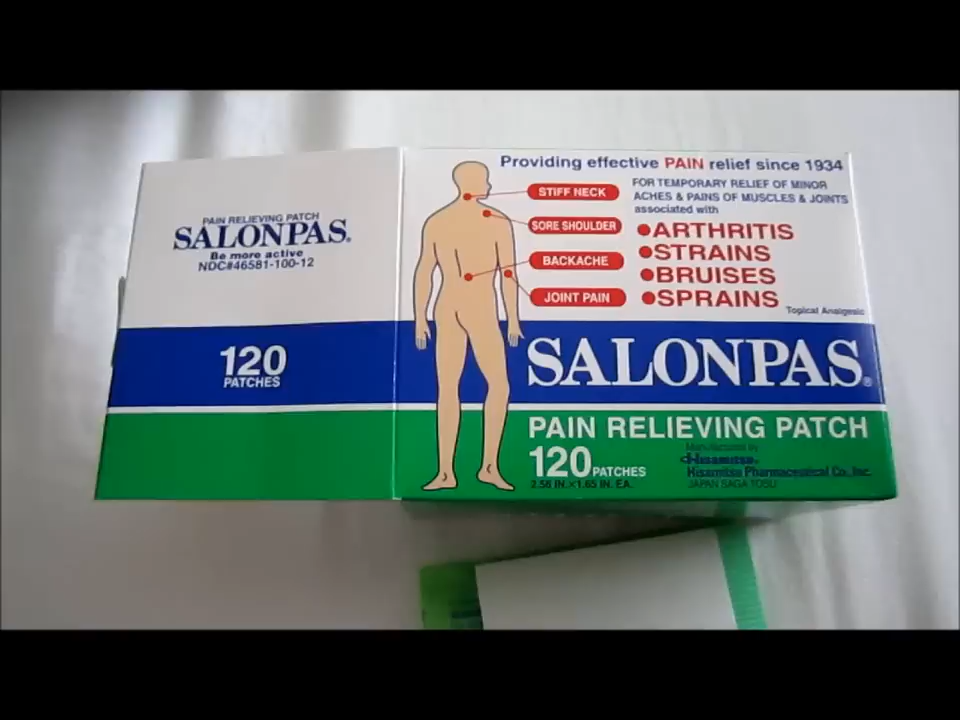 PAIN RELIEVING PATCH
SALONPAS®
Be more active
NDC#46581-100-12
120
PATCHES
Providing effective PAIN relief since 1934
STIFF NECK
SORE SHOULDER
BACKACHE
JOINT PAIN
FOR TEMPORARY RELIEF OF MINOR
ACHES & PAINS OF MUSCLES & JOINTS
associated with
●ARTHRITIS
●STRAINS
●BRUISES
●SPRAINS
Topical Analgesic
SALONPAS®
PAIN RELIEVING PATCH
120 PATCHES
2.56 IN.×1.65 IN. EA.
Manufactured by
Hisamitsu®
Hisamitsu Pharmaceutical Co., Inc.
JAPAN SAGA TOSU